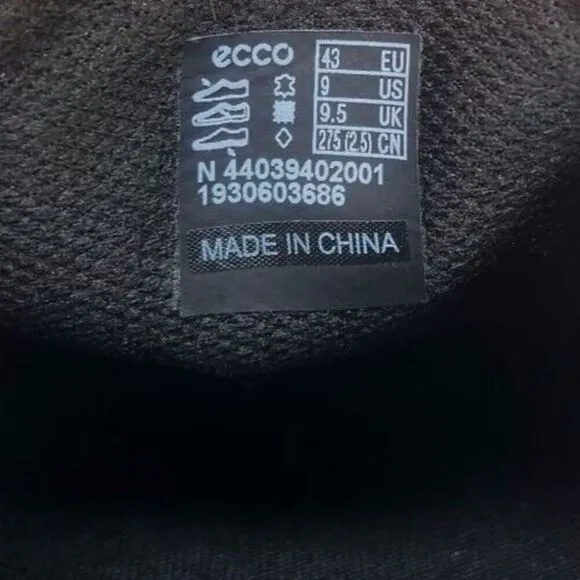 ecco
43 EU
9 US
9.5 UK
275 (2.5) CN
N 44039402001
1930603686
MADE IN CHINA